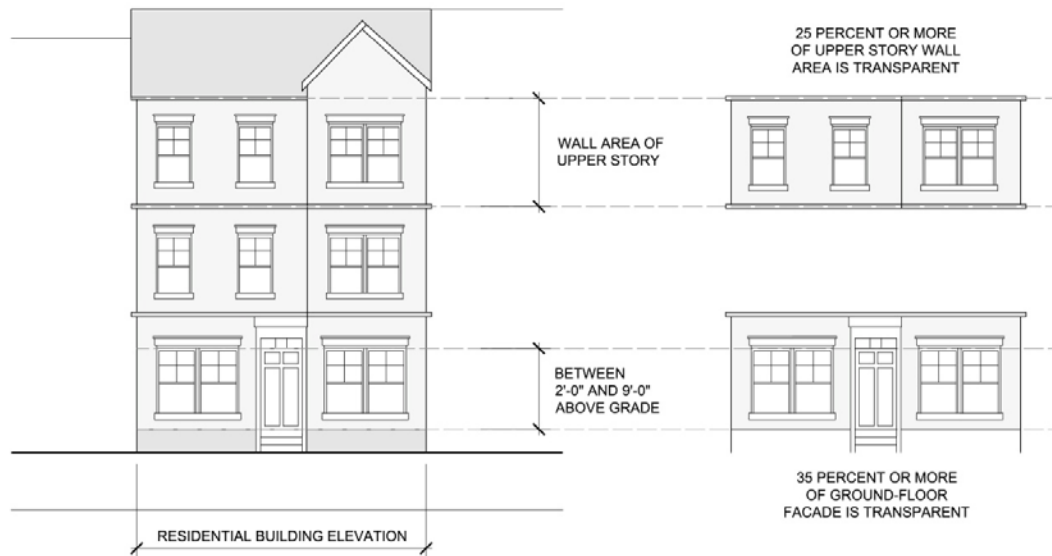 25 PERCENT OR MORE
OF UPPER STORY WALL
AREA IS TRANSPARENT
WALL AREA OF
UPPER STORY
BETWEEN
2'-0" AND 9'-0"
ABOVE GRADE
35 PERCENT OR MORE
OF GROUND-FLOOR
FACADE IS TRANSPARENT
RESIDENTIAL BUILDING ELEVATION